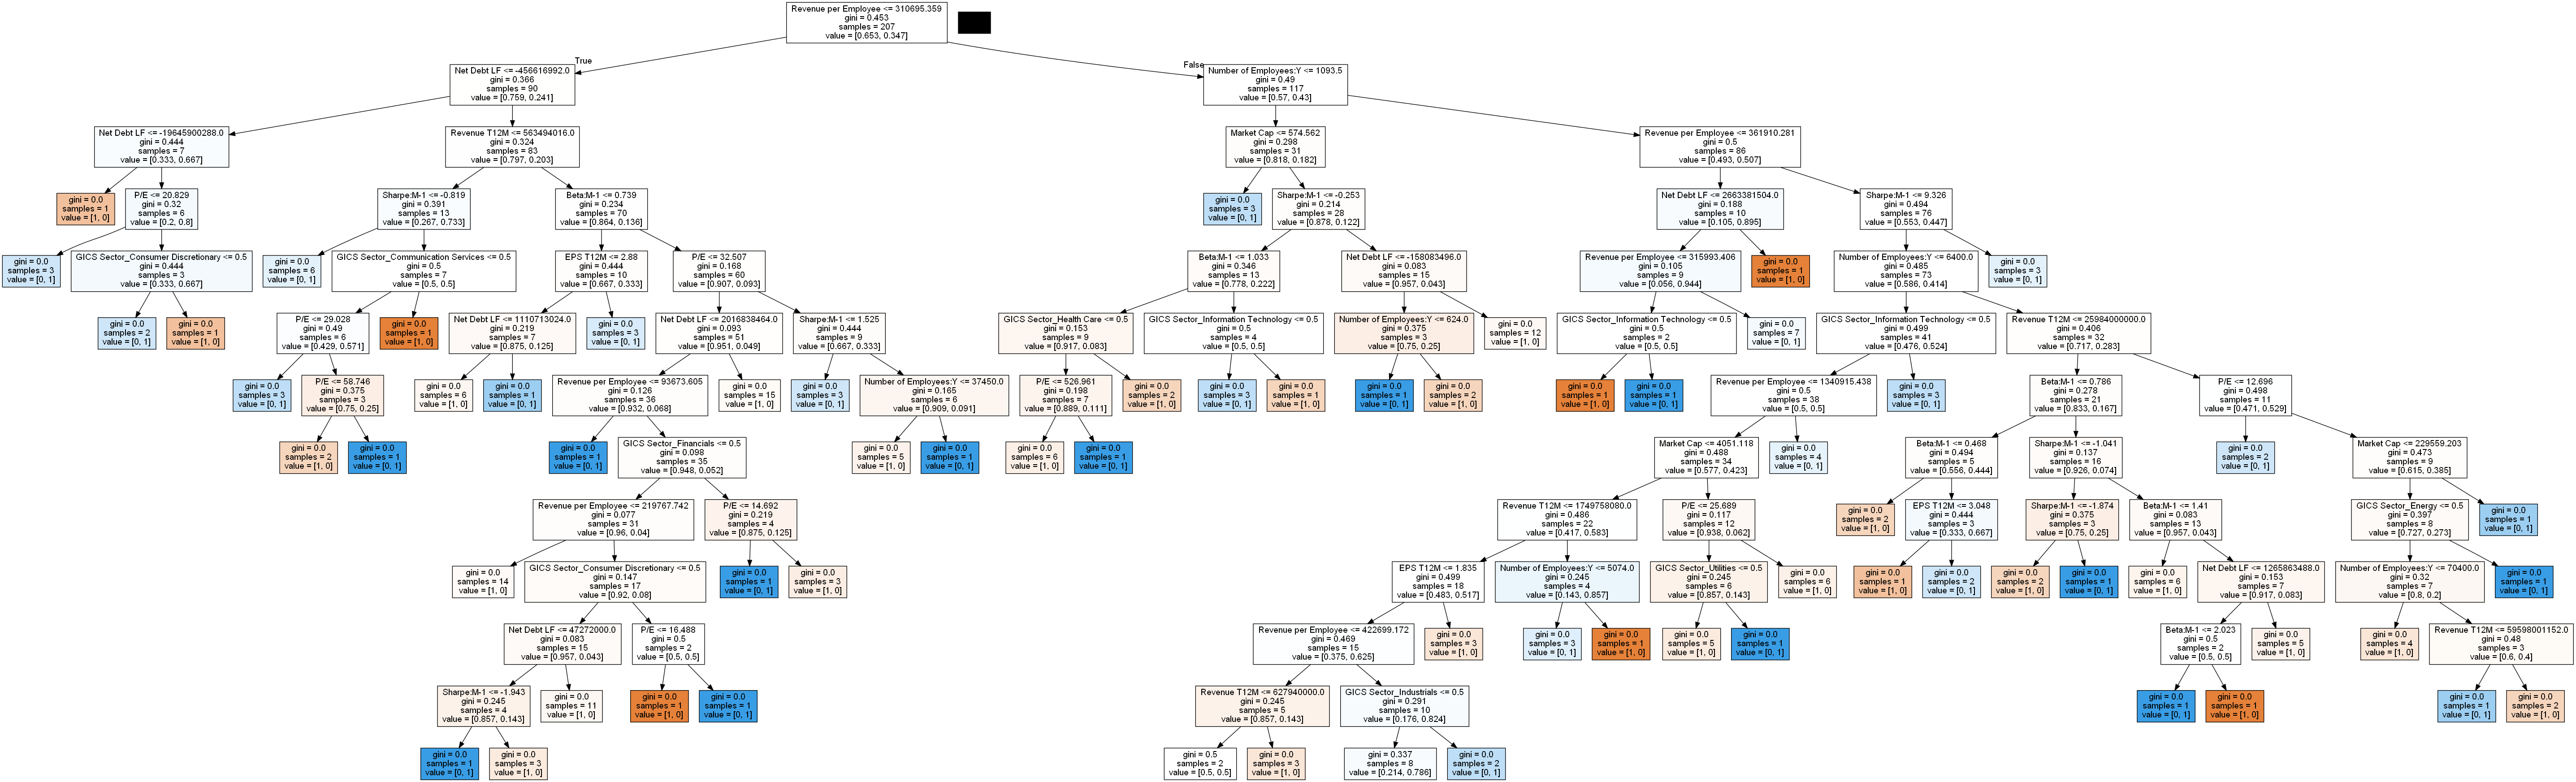 Revenue per Employee <= 310695.359
gini = 0.453
samples = 207
value = [0.653, 0.347]
True
False
Net Debt LF <= -456616992.0
gini = 0.366
samples = 90
value = [0.759, 0.241]
Number of Employees:Y <= 1093.5
gini = 0.49
samples = 117
value = [0.57, 0.43]
Net Debt LF <= -19645900288.0
gini = 0.444
samples = 7
value = [0.333, 0.667]
Revenue T12M <= 563494016.0
gini = 0.324
samples = 83
value = [0.797, 0.203]
Market Cap <= 574.562
gini = 0.298
samples = 31
value = [0.818, 0.182]
Revenue per Employee <= 361910.281
gini = 0.5
samples = 86
value = [0.493, 0.507]
gini = 0.0
samples = 1
value = [1, 0]
P/E <= 20.829
gini = 0.32
samples = 6
value = [0.2, 0.8]
Sharpe:M-1 <= -0.819
gini = 0.391
samples = 13
value = [0.267, 0.733]
Beta:M-1 <= 0.739
gini = 0.234
samples = 70
value = [0.864, 0.136]
gini = 0.0
samples = 3
value = [0, 1]
Sharpe:M-1 <= -0.253
gini = 0.214
samples = 28
value = [0.878, 0.122]
Net Debt LF <= 2663381504.0
gini = 0.188
samples = 10
value = [0.105, 0.895]
Sharpe:M-1 <= 9.326
gini = 0.494
samples = 76
value = [0.553, 0.447]
gini = 0.0
samples = 3
value = [0, 1]
GICS Sector_Consumer Discretionary <= 0.5
gini = 0.444
samples = 3
value = [0.333, 0.667]
gini = 0.0
samples = 6
value = [0, 1]
GICS Sector_Communication Services <= 0.5
gini = 0.5
samples = 7
value = [0.5, 0.5]
EPS T12M <= 2.88
gini = 0.444
samples = 10
value = [0.667, 0.333]
P/E <= 32.507
gini = 0.168
samples = 60
value = [0.907, 0.093]
Beta:M-1 <= 1.033
gini = 0.346
samples = 13
value = [0.778, 0.222]
Net Debt LF <= -158083496.0
gini = 0.083
samples = 15
value = [0.957, 0.043]
Revenue per Employee <= 315993.406
gini = 0.105
samples = 9
value = [0.056, 0.944]
gini = 0.0
samples = 1
value = [1, 0]
Number of Employees:Y <= 6400.0
gini = 0.485
samples = 73
value = [0.586, 0.414]
gini = 0.0
samples = 3
value = [0, 1]
gini = 0.0
samples = 2
value = [0, 1]
gini = 0.0
samples = 1
value = [1, 0]
P/E <= 29.028
gini = 0.49
samples = 6
value = [0.429, 0.571]
gini = 0.0
samples = 1
value = [1, 0]
Net Debt LF <= 1110713024.0
gini = 0.219
samples = 7
value = [0.875, 0.125]
gini = 0.0
samples = 3
value = [0, 1]
Net Debt LF <= 2016838464.0
gini = 0.093
samples = 51
value = [0.951, 0.049]
Sharpe:M-1 <= 1.525
gini = 0.444
samples = 9
value = [0.667, 0.333]
GICS Sector_Health Care <= 0.5
gini = 0.153
samples = 9
value = [0.917, 0.083]
GICS Sector_Information Technology <= 0.5
gini = 0.5
samples = 4
value = [0.5, 0.5]
Number of Employees:Y <= 624.0
gini = 0.375
samples = 3
value = [0.75, 0.25]
gini = 0.0
samples = 12
value = [1, 0]
GICS Sector_Information Technology <= 0.5
gini = 0.5
samples = 2
value = [0.5, 0.5]
gini = 0.0
samples = 7
value = [0, 1]
GICS Sector_Information Technology <= 0.5
gini = 0.499
samples = 41
value = [0.476, 0.524]
Revenue T12M <= 25984000000.0
gini = 0.406
samples = 32
value = [0.717, 0.283]
gini = 0.0
samples = 3
value = [0, 1]
P/E <= 58.746
gini = 0.375
samples = 3
value = [0.75, 0.25]
gini = 0.0
samples = 6
value = [1, 0]
gini = 0.0
samples = 1
value = [0, 1]
Revenue per Employee <= 93673.605
gini = 0.126
samples = 36
value = [0.932, 0.068]
gini = 0.0
samples = 15
value = [1, 0]
gini = 0.0
samples = 3
value = [0, 1]
Number of Employees:Y <= 37450.0
gini = 0.165
samples = 6
value = [0.909, 0.091]
P/E <= 526.961
gini = 0.198
samples = 7
value = [0.889, 0.111]
gini = 0.0
samples = 2
value = [1, 0]
gini = 0.0
samples = 3
value = [0, 1]
gini = 0.0
samples = 1
value = [1, 0]
gini = 0.0
samples = 1
value = [0, 1]
gini = 0.0
samples = 2
value = [1, 0]
gini = 0.0
samples = 1
value = [1, 0]
gini = 0.0
samples = 1
value = [0, 1]
Revenue per Employee <= 1340915.438
gini = 0.5
samples = 38
value = [0.5, 0.5]
gini = 0.0
samples = 3
value = [0, 1]
Beta:M-1 <= 0.786
gini = 0.278
samples = 21
value = [0.833, 0.167]
P/E <= 12.696
gini = 0.498
samples = 11
value = [0.471, 0.529]
gini = 0.0
samples = 2
value = [1, 0]
gini = 0.0
samples = 1
value = [0, 1]
gini = 0.0
samples = 1
value = [0, 1]
GICS Sector_Financials <= 0.5
gini = 0.098
samples = 35
value = [0.948, 0.052]
gini = 0.0
samples = 5
value = [1, 0]
gini = 0.0
samples = 1
value = [0, 1]
gini = 0.0
samples = 6
value = [1, 0]
gini = 0.0
samples = 1
value = [0, 1]
Market Cap <= 4051.118
gini = 0.488
samples = 34
value = [0.577, 0.423]
gini = 0.0
samples = 4
value = [0, 1]
Beta:M-1 <= 0.468
gini = 0.494
samples = 5
value = [0.556, 0.444]
Sharpe:M-1 <= -1.041
gini = 0.137
samples = 16
value = [0.926, 0.074]
gini = 0.0
samples = 2
value = [0, 1]
Market Cap <= 229559.203
gini = 0.473
samples = 9
value = [0.615, 0.385]
Revenue per Employee <= 219767.742
gini = 0.077
samples = 31
value = [0.96, 0.04]
P/E <= 14.692
gini = 0.219
samples = 4
value = [0.875, 0.125]
Revenue T12M <= 1749758080.0
gini = 0.486
samples = 22
value = [0.417, 0.583]
P/E <= 25.689
gini = 0.117
samples = 12
value = [0.938, 0.062]
gini = 0.0
samples = 2
value = [1, 0]
EPS T12M <= 3.048
gini = 0.444
samples = 3
value = [0.333, 0.667]
Sharpe:M-1 <= -1.874
gini = 0.375
samples = 3
value = [0.75, 0.25]
Beta:M-1 <= 1.41
gini = 0.083
samples = 13
value = [0.957, 0.043]
GICS Sector_Energy <= 0.5
gini = 0.397
samples = 8
value = [0.727, 0.273]
gini = 0.0
samples = 1
value = [0, 1]
gini = 0.0
samples = 14
value = [1, 0]
GICS Sector_Consumer Discretionary <= 0.5
gini = 0.147
samples = 17
value = [0.92, 0.08]
gini = 0.0
samples = 1
value = [0, 1]
gini = 0.0
samples = 3
value = [1, 0]
EPS T12M <= 1.835
gini = 0.499
samples = 18
value = [0.483, 0.517]
Number of Employees:Y <= 5074.0
gini = 0.245
samples = 4
value = [0.143, 0.857]
GICS Sector_Utilities <= 0.5
gini = 0.245
samples = 6
value = [0.857, 0.143]
gini = 0.0
samples = 6
value = [1, 0]
gini = 0.0
samples = 1
value = [1, 0]
gini = 0.0
samples = 2
value = [0, 1]
gini = 0.0
samples = 2
value = [1, 0]
gini = 0.0
samples = 1
value = [0, 1]
gini = 0.0
samples = 6
value = [1, 0]
Net Debt LF <= 1265863488.0
gini = 0.153
samples = 7
value = [0.917, 0.083]
Number of Employees:Y <= 70400.0
gini = 0.32
samples = 7
value = [0.8, 0.2]
gini = 0.0
samples = 1
value = [0, 1]
Net Debt LF <= 47272000.0
gini = 0.083
samples = 15
value = [0.957, 0.043]
P/E <= 16.488
gini = 0.5
samples = 2
value = [0.5, 0.5]
Revenue per Employee <= 422699.172
gini = 0.469
samples = 15
value = [0.375, 0.625]
gini = 0.0
samples = 3
value = [1, 0]
gini = 0.0
samples = 3
value = [0, 1]
gini = 0.0
samples = 1
value = [1, 0]
gini = 0.0
samples = 5
value = [1, 0]
gini = 0.0
samples = 1
value = [0, 1]
Beta:M-1 <= 2.023
gini = 0.5
samples = 2
value = [0.5, 0.5]
gini = 0.0
samples = 5
value = [1, 0]
gini = 0.0
samples = 4
value = [1, 0]
Revenue T12M <= 59598001152.0
gini = 0.48
samples = 3
value = [0.6, 0.4]
Sharpe:M-1 <= -1.943
gini = 0.245
samples = 4
value = [0.857, 0.143]
gini = 0.0
samples = 11
value = [1, 0]
gini = 0.0
samples = 1
value = [1, 0]
gini = 0.0
samples = 1
value = [0, 1]
Revenue T12M <= 627940000.0
gini = 0.245
samples = 5
value = [0.857, 0.143]
GICS Sector_Industrials <= 0.5
gini = 0.291
samples = 10
value = [0.176, 0.824]
gini = 0.0
samples = 1
value = [0, 1]
gini = 0.0
samples = 1
value = [1, 0]
gini = 0.0
samples = 1
value = [0, 1]
gini = 0.0
samples = 2
value = [1, 0]
gini = 0.0
samples = 1
value = [0, 1]
gini = 0.0
samples = 3
value = [1, 0]
gini = 0.5
samples = 2
value = [0.5, 0.5]
gini = 0.0
samples = 3
value = [1, 0]
gini = 0.337
samples = 8
value = [0.214, 0.786]
gini = 0.0
samples = 2
value = [0, 1]